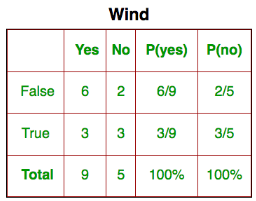 Wind
Yes No P(yes) P(no)
False 6 2 6/9 2/5
True 3 3 3/9 3/5
Total 9 5 100% 100%